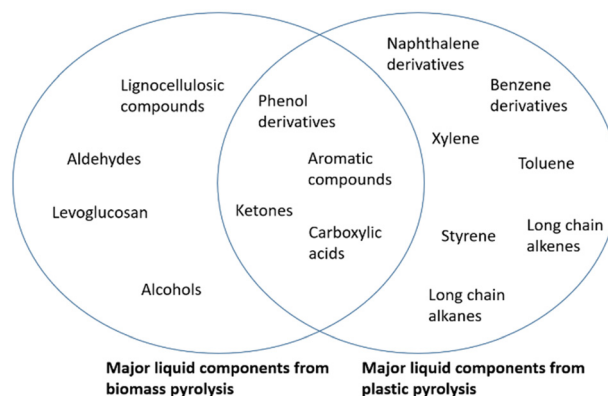 Naphthalene
derivatives
Lignocellulosic
compounds
Benzene
derivatives
Phenol
derivatives
Xylene
Aldehydes
Aromatic
compounds
Toluene
Levoglucosan
Ketones
Carboxylic
acids
Styrene
Long chain
alkenes
Alcohols
Long chain
alkanes
Major liquid components from
biomass pyrolysis
Major liquid components from
plastic pyrolysis